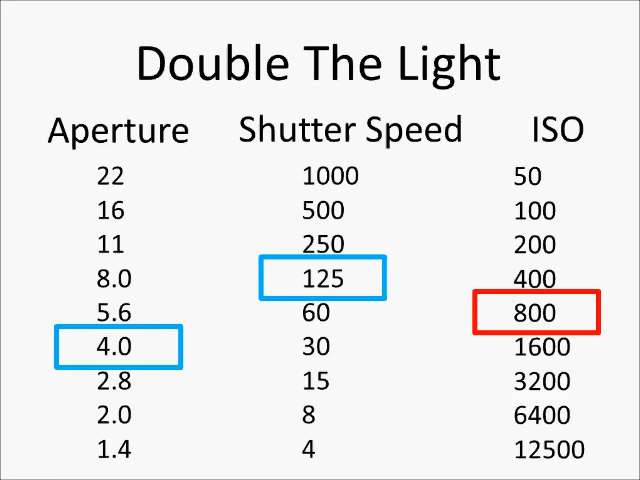 Double The Light
Aperture Shutter Speed ISO
22 1000 50
16 500 100
11 250 200
8.0 125 400
5.6 60 800
4.0 30 1600
2.8 15 3200
2.0 8 6400
1.4 4 12500